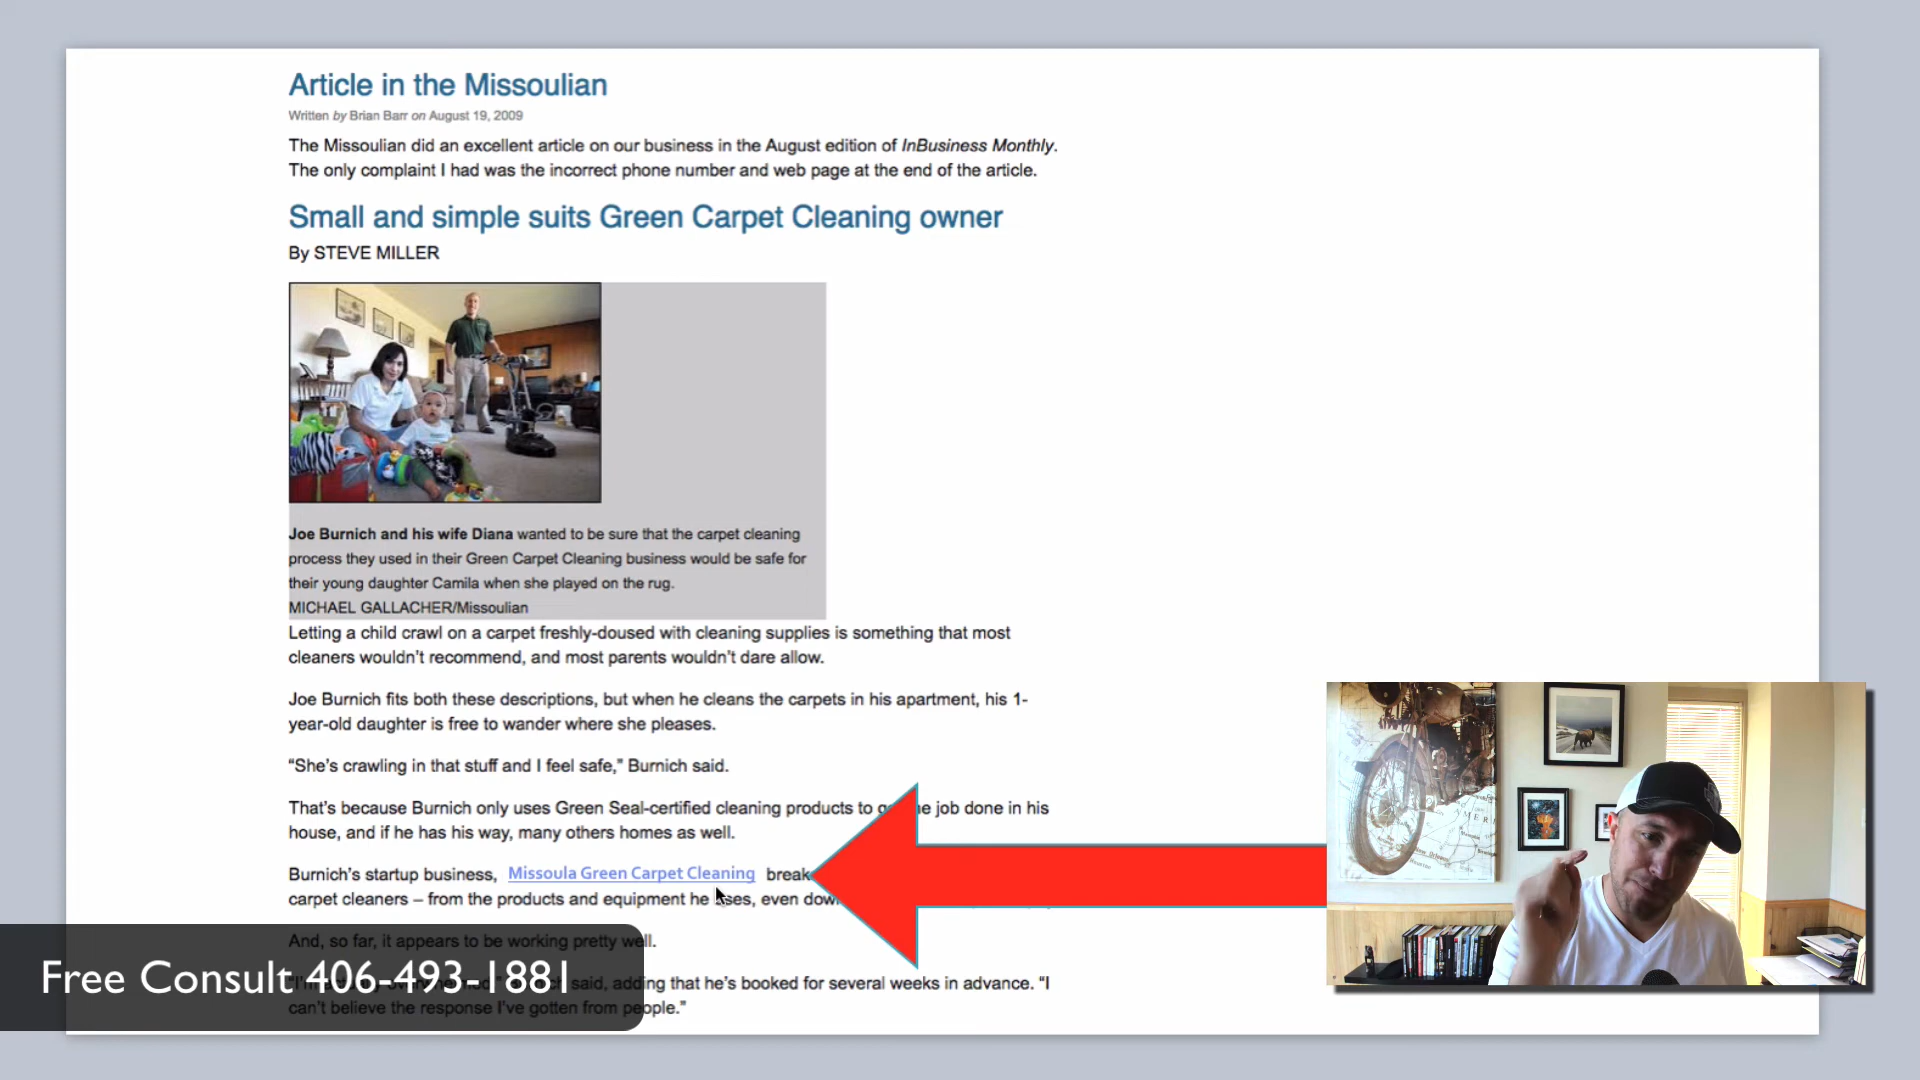 Article in the Missoulian
Written by Brian Barr on August 19, 2009
The Missoulian did an excellent article on our business in the August edition of InBusiness Monthly.
The only complaint I had was the incorrect phone number and web page at the end of the article.
Small and simple suits Green Carpet Cleaning owner
By STEVE MILLER
Joe Burnich and his wife Diana wanted to be sure that the carpet cleaning
process they used in their Green Carpet Cleaning business would be safe for
their young daughter Camila when she played on the rug.
MICHAEL GALLACHER/Missoulian
Letting a child crawl on a carpet freshly-doused with cleaning supplies is something that most
cleaners wouldn't recommend, and most parents wouldn't dare allow.
Joe Burnich fits both these descriptions, but when he cleans the carpets in his apartment, his 1-
year-old daughter is free to wander where she pleases.
“She's crawling in that stuff and I feel safe,” Burnich said.
That's because Burnich only uses Green Seal-certified cleaning products to job done in his
house, and if he has his way, many others homes as well.
Burnich's startup business, Missoula Green Carpet Cleaning break
carpet cleaners – from the products and equipment he uses, even down
And, so far, it appears to be working pretty well.
said, adding that he's booked for several weeks in advance. “I
can't believe the response I've gotten from people.”
Free Consult 406-493-1881